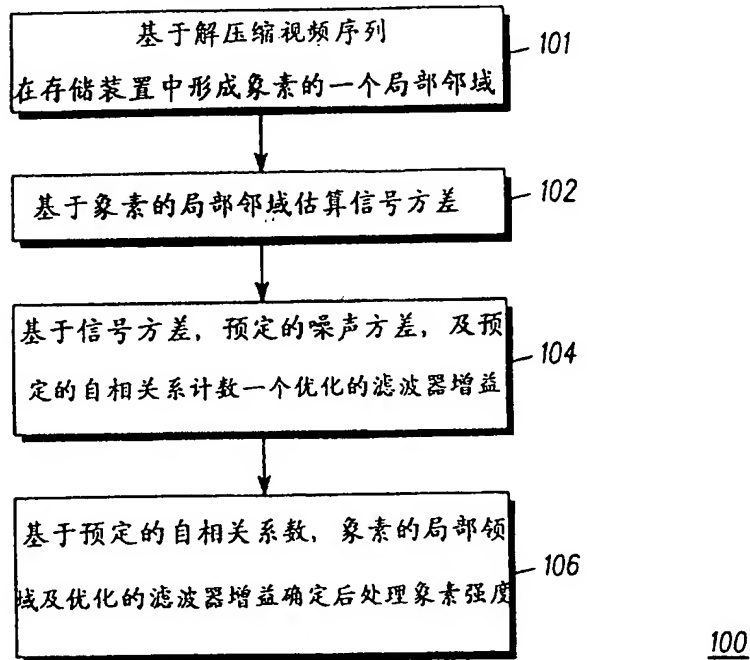 基于解压缩视频序列
在存储装置中形成象素的一个局部邻域
101
基于象素的局部邻域估算信号方差
102
基于信号方差，预定的噪声方差，及预
定的自相关系计数一个优化的滤波器增益
104
基于预定的自相关系数，象素的局部领
域及优化的滤波器增益确定后处理象素强度
106
100